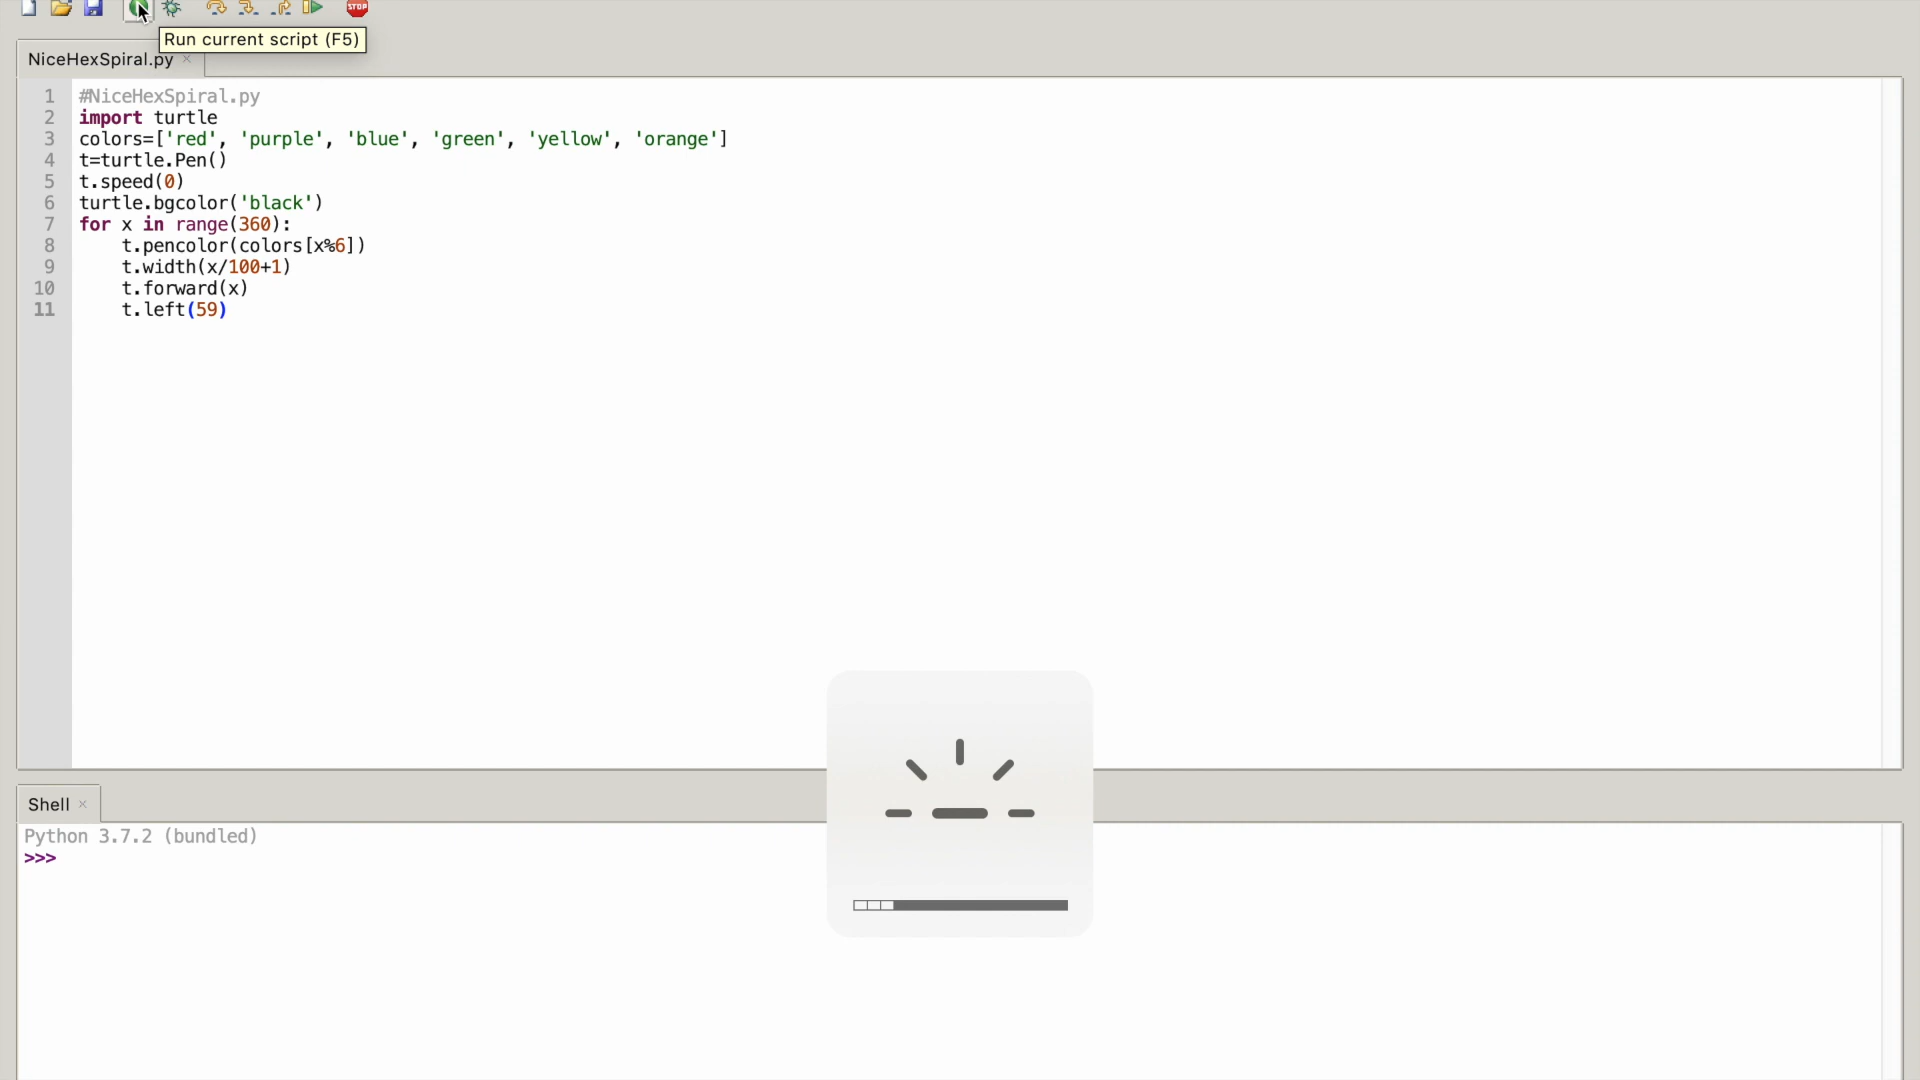 STOP
Run current script (F5)
NiceHexSpiral.py
1 #NiceHexSpiral.py
2 import turtle
3 colors=['red', 'purple', 'blue', 'green', 'yellow', 'orange']
4 t=turtle.Pen()
5 t.speed(0)
6 turtle.bgcolor('black')
7 for x in range(360):
8     t.pencolor(colors[x%6])
9     t.width(x/100+1)
10     t.forward(x)
11     t.left(59)
Shell
Python 3.7.2 (bundled)
>>>